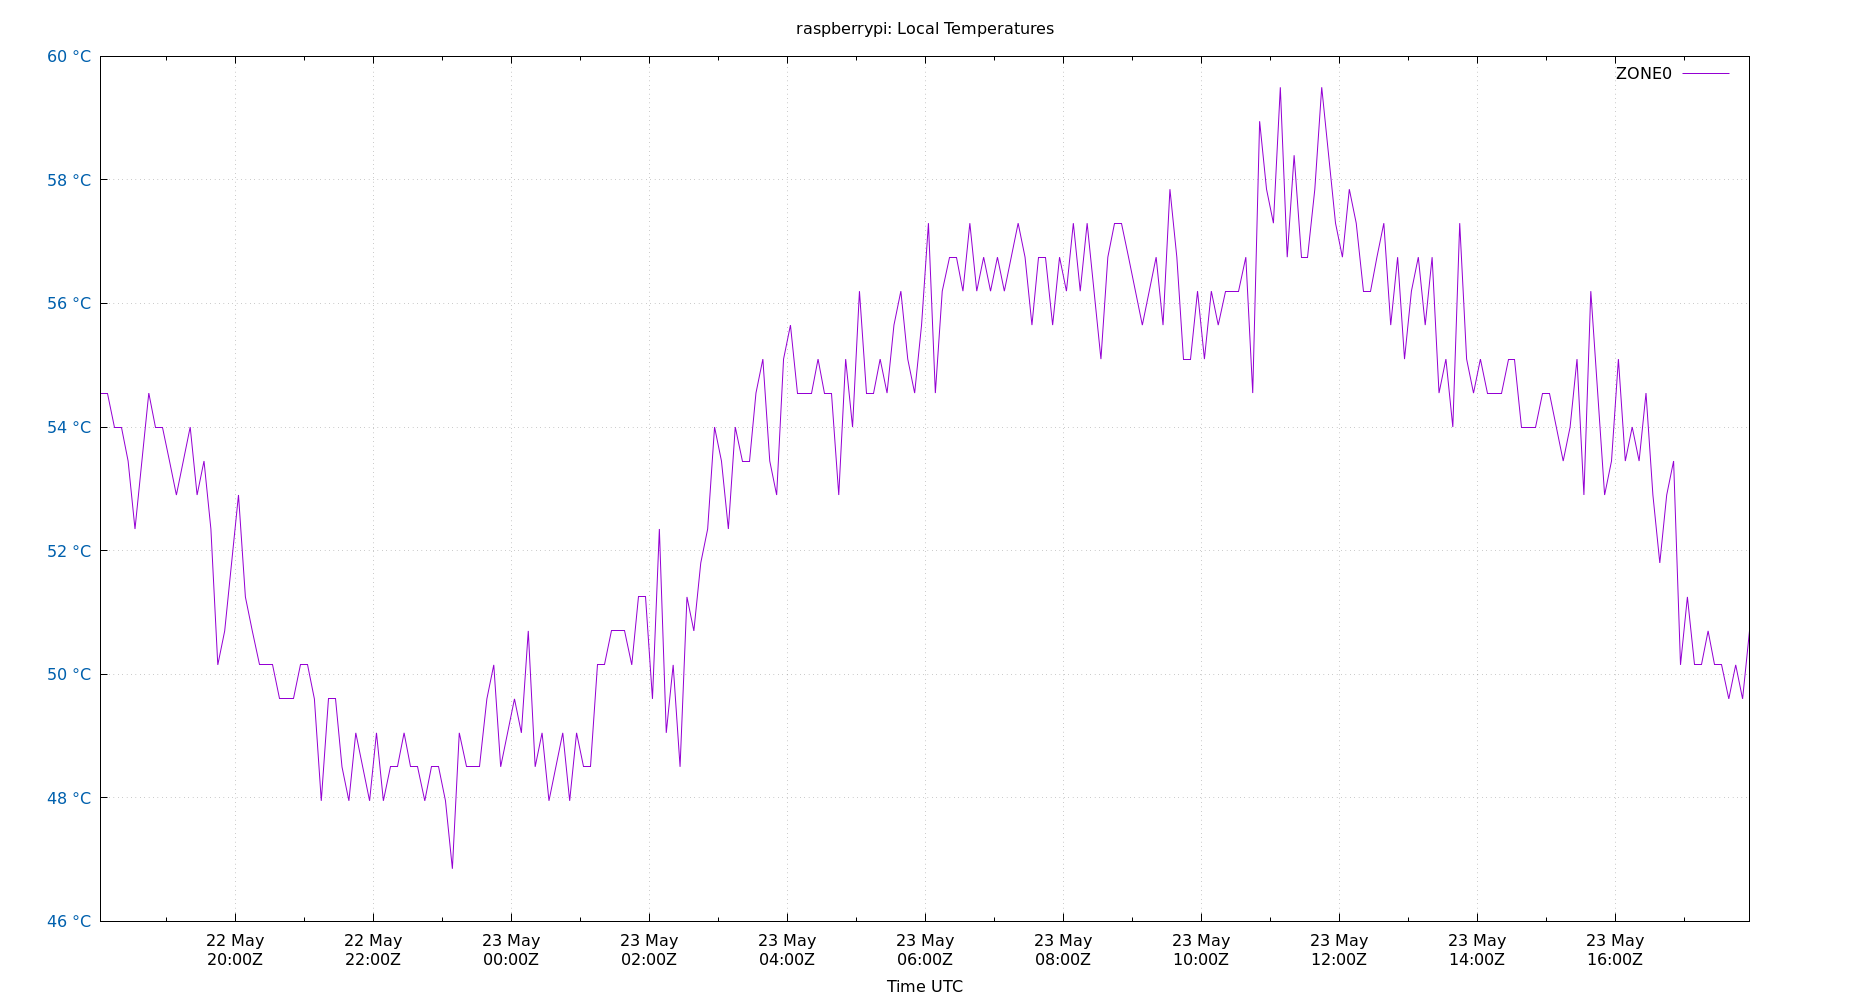 raspberrypi: Local Temperatures
60 °C
ZONE0
58 °C
56 °C
54 °C
52 °C
50 °C
48 °C
46 °C
22 May 22 May 23 May 23 May 23 May 23 May 23 May 23 May 23 May 23 May 23 May
20:00Z 22:00Z 00:00Z 02:00Z 04:00Z 06:00Z 08:00Z 10:00Z 12:00Z 14:00Z 16:00Z
Time UTC